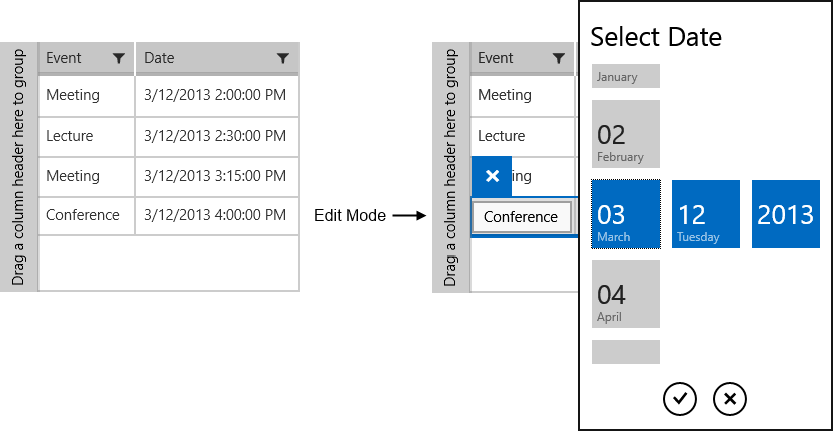 Drag a column header here to group
Event
Date
Meeting
3/12/2013 2:00:00 PM
Lecture
3/12/2013 2:30:00 PM
Meeting
3/12/2013 3:15:00 PM
Conference
3/12/2013 4:00:00 PM
Edit Mode
Drag a column header here to group
Event
Meeting
Lecture
ing
Conference
Select Date
January
02
February
03
March
12
Tuesday
2013
04
April